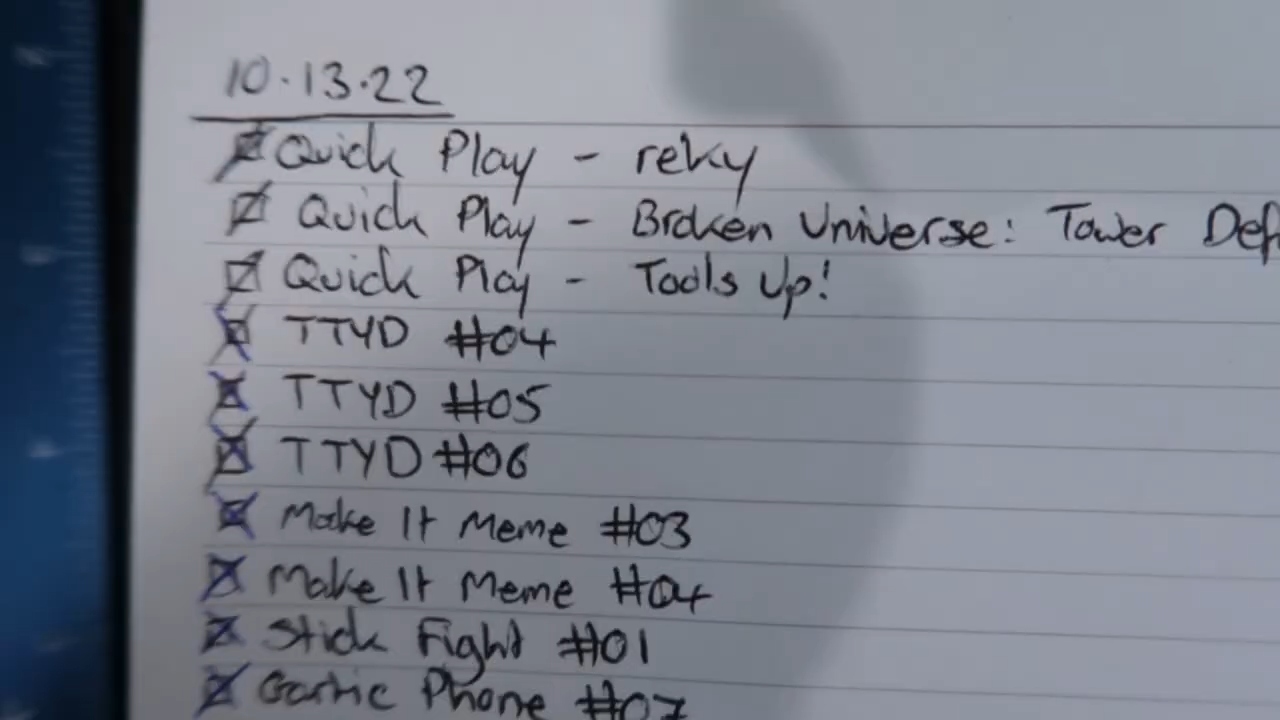 10.13.22
Quick Play - reky
Quick Play - Broken Universe: Tower Def
Quick Play - Tools Up!
TTYD #04
TTYD #05
TTYD #06
Make It Meme #03
Make It Meme #04
Stick Fight #01
Gartic Phone #07